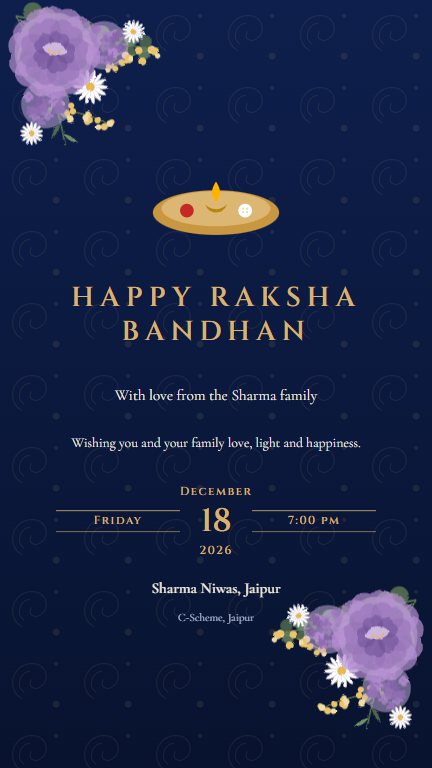 HAPPY RAKSHA
BANDHAN
With love from the Sharma family
Wishing you and your family love, light and happiness.
DECEMBER
FRIDAY 18 7:00 PM
2026
Sharma Niwas, Jaipur
C-Scheme, Jaipur